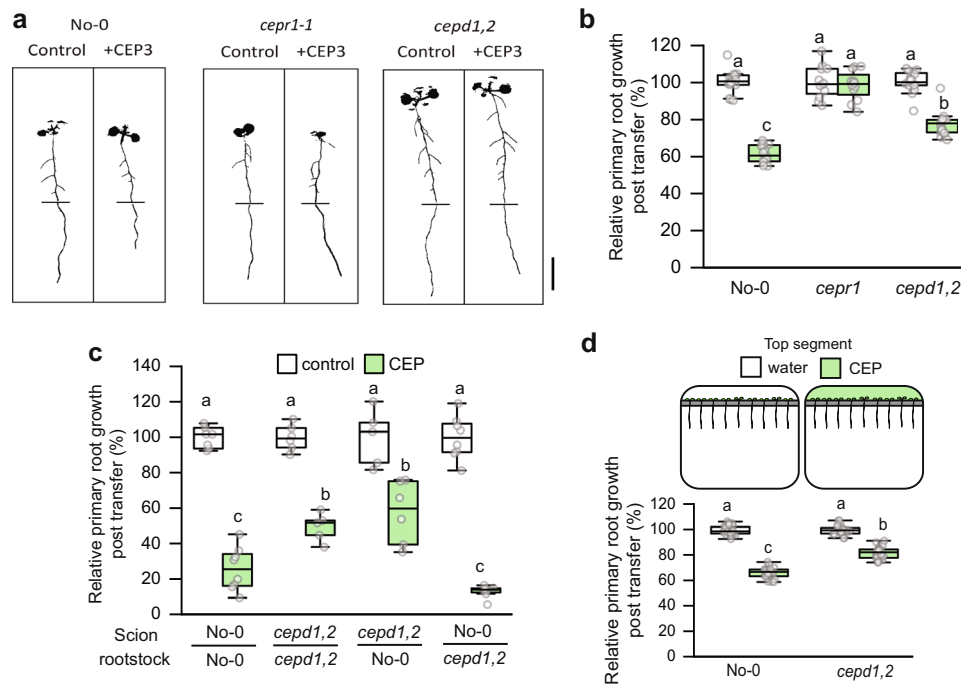 a
No-0
cepr1-1
cepd1,2
Control +CEP3
Control +CEP3
Control +CEP3
b
Relative primary root growth
post transfer (%)
120
100
80
60
40
20
0
a
c
a
a
a
b
No-0
cepr1
cepd1,2
c
control
CEP
Relative primary root growth
post transfer (%)
140
120
100
80
60
40
20
0
a
c
a
b
a
b
a
c
Scion
rootstock
No-0
No-0
cepd1,2
cepd1,2
cepd1,2
No-0
No-0
cepd1,2
d
Top segment
water
CEP
Relative primary root growth
post transfer (%)
120
100
80
60
40
20
0
a
c
a
b
No-0
cepd1,2